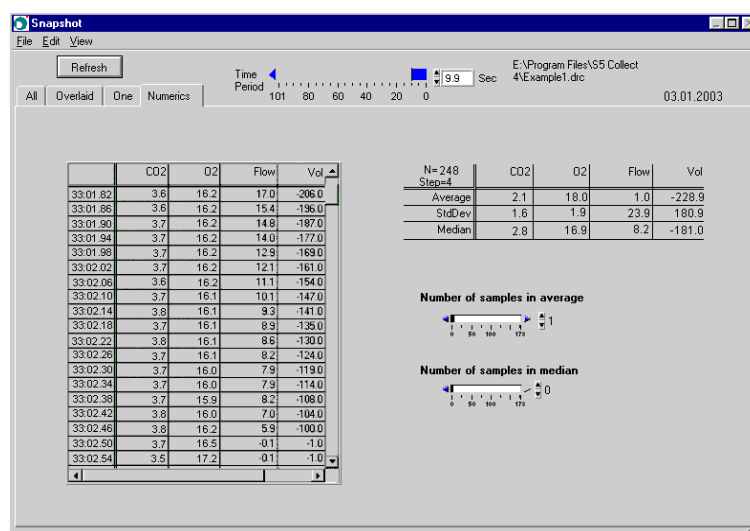 Snapshot
File Edit View
Refresh
Time Period 101 80 60 40 20 0 9.9 Sec
E:\Program Files\S5 Collect
4\Example1.drc
All Overlaid One Numerics 03.01.2003
CO2 O2 Flow Vol
33:01.82 3.6 16.2 17.0 -206.0
33:01.86 3.6 16.2 15.4 -196.0
33:01.90 3.7 16.2 14.8 -187.0
33:01.94 3.7 16.2 14.0 -177.0
33:01.98 3.7 16.2 12.9 -169.0
33:02.02 3.7 16.2 12.1 -161.0
33:02.06 3.6 16.2 11.1 -154.0
33:02.10 3.7 16.1 10.1 -147.0
33:02.14 3.8 16.1 9.3 -141.0
33:02.18 3.7 16.1 8.9 -135.0
33:02.22 3.8 16.1 8.6 -130.0
33:02.26 3.7 16.1 8.2 -124.0
33:02.30 3.7 16.0 7.9 -119.0
33:02.34 3.7 16.0 7.9 -114.0
33:02.38 3.7 15.9 8.2 -108.0
33:02.42 3.8 16.0 7.0 -104.0
33:02.46 3.8 16.2 5.9 -100.0
33:02.50 3.7 16.5 -0.1 -1.0
33:02.54 3.5 17.2 -0.1 -1.0
N=248 Step=4 CO2 O2 Flow Vol
Average 2.1 18.0 1.0 -228.9
StdDev 1.6 1.9 23.9 180.9
Median 2.8 16.9 8.2 -181.0
Number of samples in average
1
0 50 100 170
Number of samples in median
0
0 50 100 170